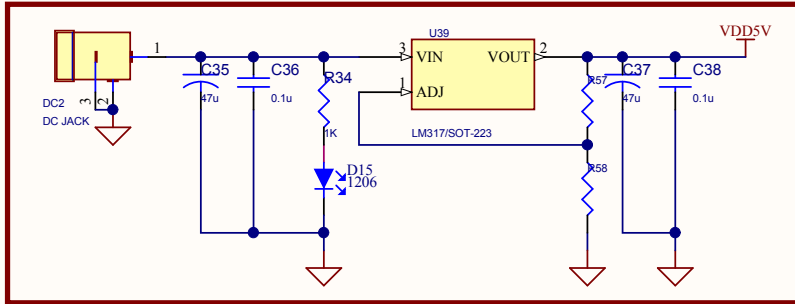 U39
VDD5V
1
3
VIN
VOUT
2
C35
C36
R34
1
ADJ
R57
C37
C38
47u
0.1u
47u
0.1u
DC2
3
2
DC JACK
1K
LM317/SOT-223
D15
1206
R58